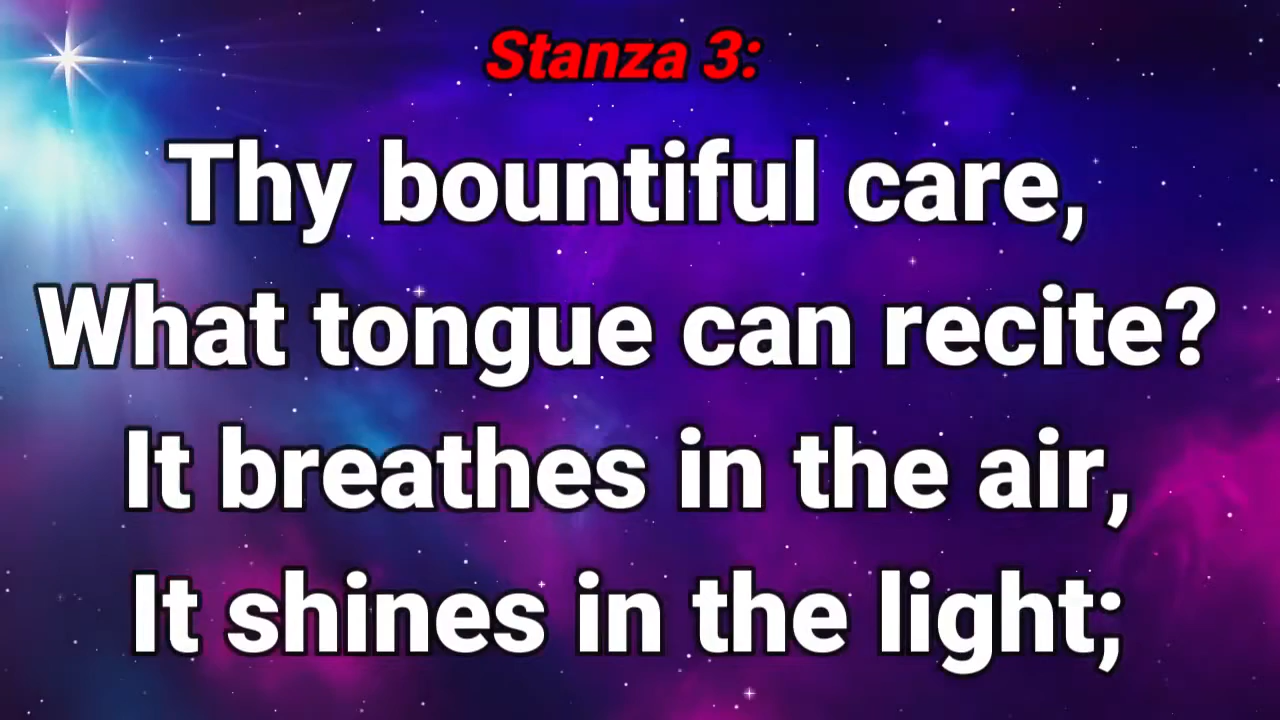 Stanza 3:
Thy bountiful care,
What tongue can recite?
It breathes in the air,
It shines in the light;